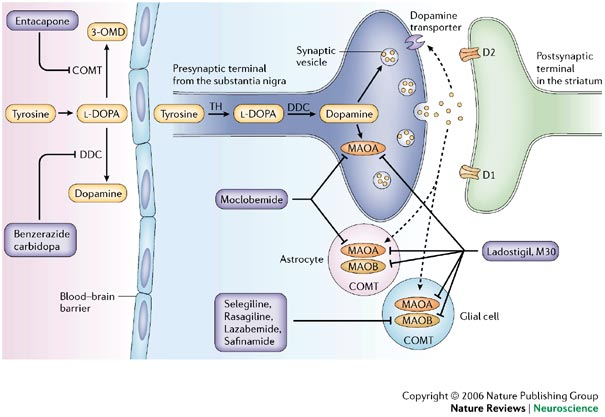 Entacapone
3-OMD
COMT
Tyrosine
L-DOPA
DDC
Dopamine
Benzerazide
carbidopa
Blood–brain
barrier
Presynaptic terminal
from the substantia nigra
Tyrosine
TH
L-DOPA
DDC
Dopamine
Synaptic
vesicle
Dopamine
transporter
D2
Postsynaptic
terminal
in the striatum
D1
MAOA
Moclobemide
Astrocyte
MAOA
MAOB
COMT
Ladostigil, M30
Selegiline,
Rasagiline,
Lazabemide,
Safinamide
MAOA
MAOB
COMT
Glial cell
Copyright © 2006 Nature Publishing Group
Nature Reviews | Neuroscience